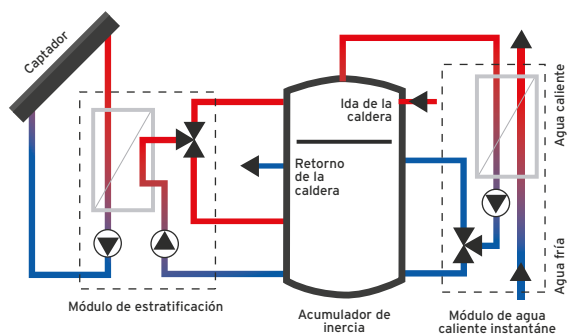 Captador
Ida de la
caldera
Retorno
de la
caldera
Agua caliente
Agua fría
Módulo de estratificación
Acumulador de
inercia
Módulo de agua
caliente instantáne